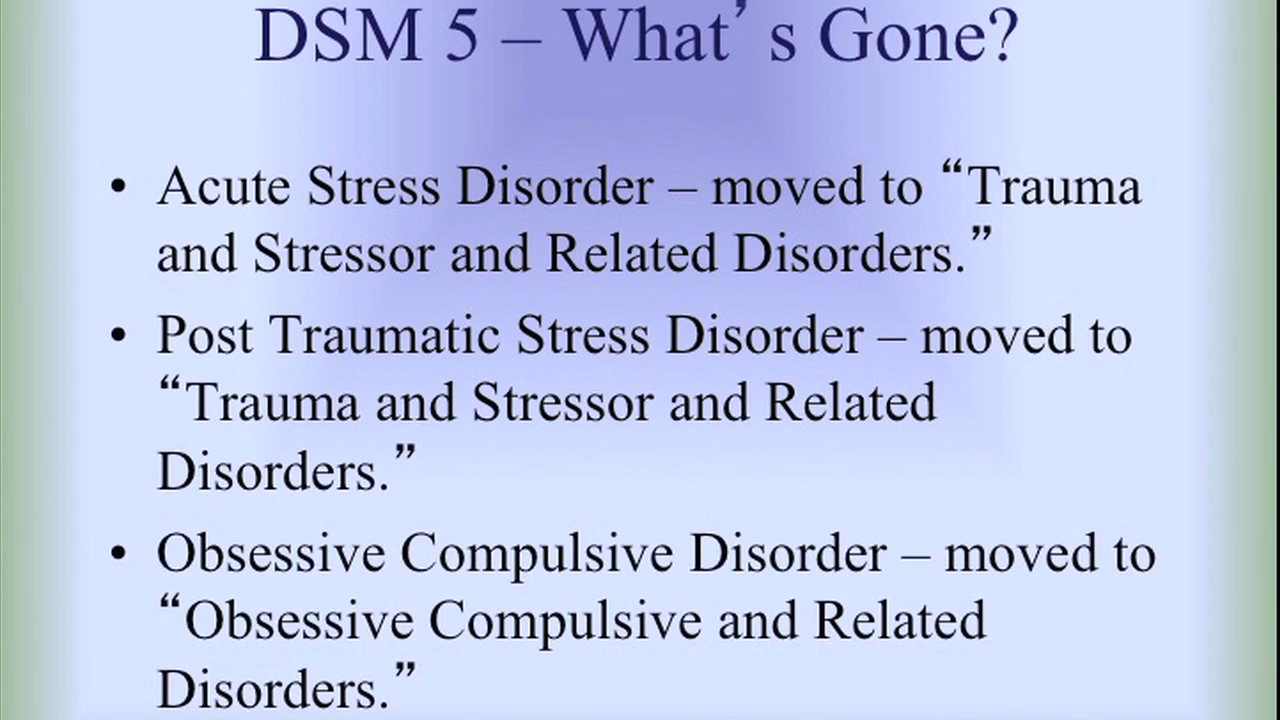 DSM 5 – What’s Gone?
• Acute Stress Disorder – moved to “Trauma
and Stressor and Related Disorders.”
• Post Traumatic Stress Disorder – moved to
“Trauma and Stressor and Related
Disorders.”
• Obsessive Compulsive Disorder – moved to
“Obsessive Compulsive and Related
Disorders.”